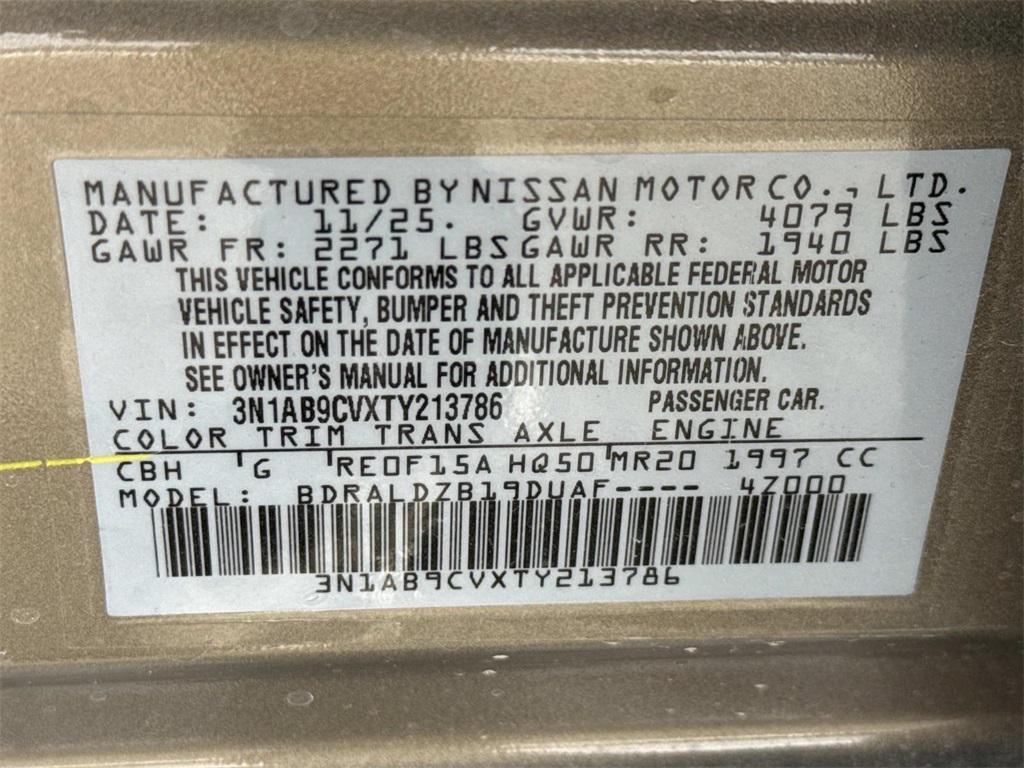 MANUFACTURED BY NISSAN MOTOR CO., LTD.
DATE: 11/25. GVWR: 4079 LBS
GAWR FR: 2271 LBS GAWR RR: 1940 LBS
THIS VEHICLE CONFORMS TO ALL APPLICABLE FEDERAL MOTOR
VEHICLE SAFETY, BUMPER AND THEFT PREVENTION STANDARDS
IN EFFECT ON THE DATE OF MANUFACTURE SHOWN ABOVE.
SEE OWNER'S MANUAL FOR ADDITIONAL INFORMATION.
VIN: 3N1AB9CVXTY213786 PASSENGER CAR.
COLOR TRIM TRANS AXLE ENGINE
CBH G RE0F15A HQ50 MR20 1997 CC
MODEL: BDRALDZB19DUAF---- 4Z000
3N1AB9CVXTY213786